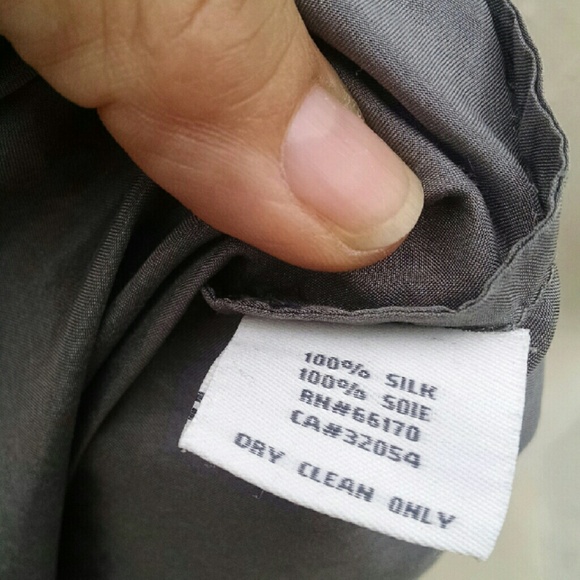 100% SILK
100% SOIE
RN#66170
CA#32054
DRY CLEAN ONLY